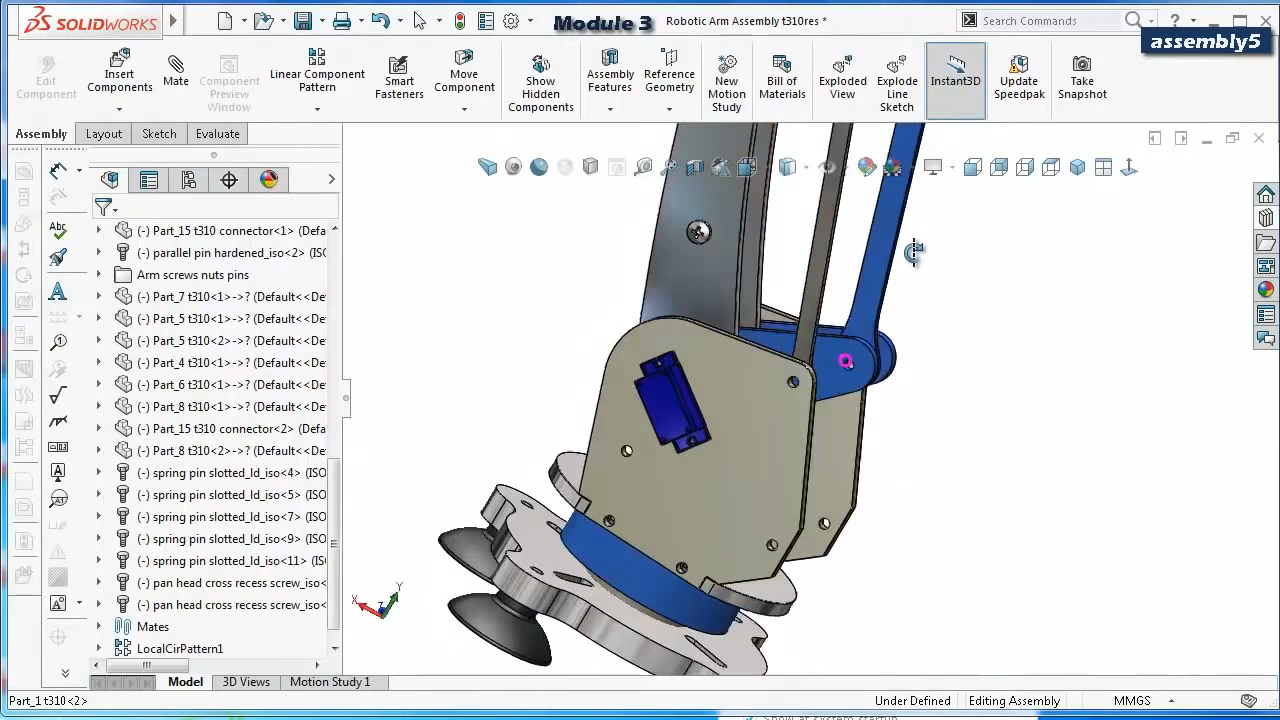 SOLIDWORKS
Module 3
Robotic Arm Assembly t310res *
Search Commands
assembly5
Edit Component
Insert Components
Mate
Component Preview Window
Linear Component Pattern
Smart Fasteners
Move Component
Show Hidden Components
Assembly Features
Reference Geometry
New Motion Study
Bill of Materials
Exploded View
Explode Line Sketch
Instant3D
Update Speedpak
Take Snapshot
Assembly
Layout
Sketch
Evaluate
(-) Part_15 t310 connector<1> (Defa
(-) parallel pin hardened_iso<2> (IS
Arm screws nuts pins
(-) Part_7 t310<1>->? (Default<<De
(-) Part_5 t310<1>->? (Default<<De
(-) Part_5 t310<2>->? (Default<<De
(-) Part_4 t310<1>->? (Default<<De
(-) Part_6 t310<1>->? (Default<<De
(-) Part_8 t310<1>->? (Default<<De
(-) Part_15 t310 connector<2> (Defa
(-) Part_8 t310<2>->? (Default<<De
(-) spring pin slotted_ld_iso<4> (ISO
(-) spring pin slotted_ld_iso<5> (ISO
(-) spring pin slotted_ld_iso<7> (ISO
(-) spring pin slotted_ld_iso<9> (ISO
(-) spring pin slotted_ld_iso<11> (IS
(-) pan head cross recess screw_iso<
(-) pan head cross recess screw_iso<
Mates
LocalCirPattern1
Abc
X
Y
Z
Model
3D Views
Motion Study 1
Part_1 t310<2>
Under Defined
Editing Assembly
MMGS